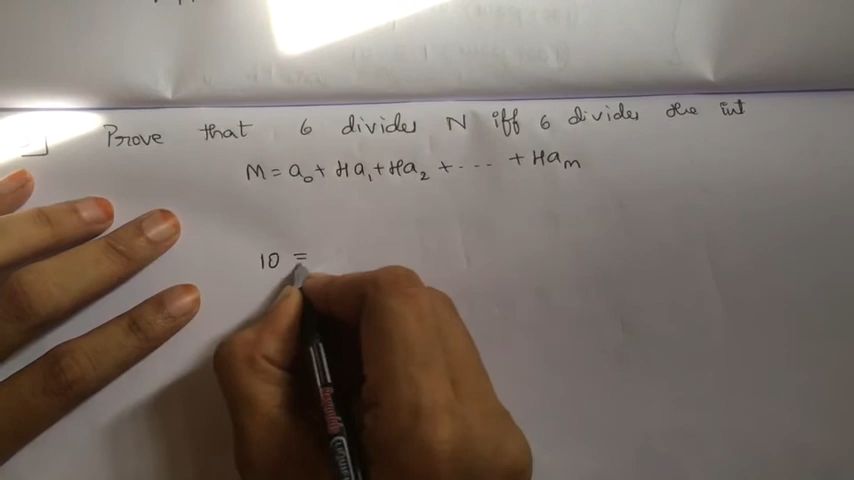 Prove that 6 divides N iff 6 divides the int
M = a₀ + 4a₁ + 4a₂ + ---- + 4aₘ
10 =